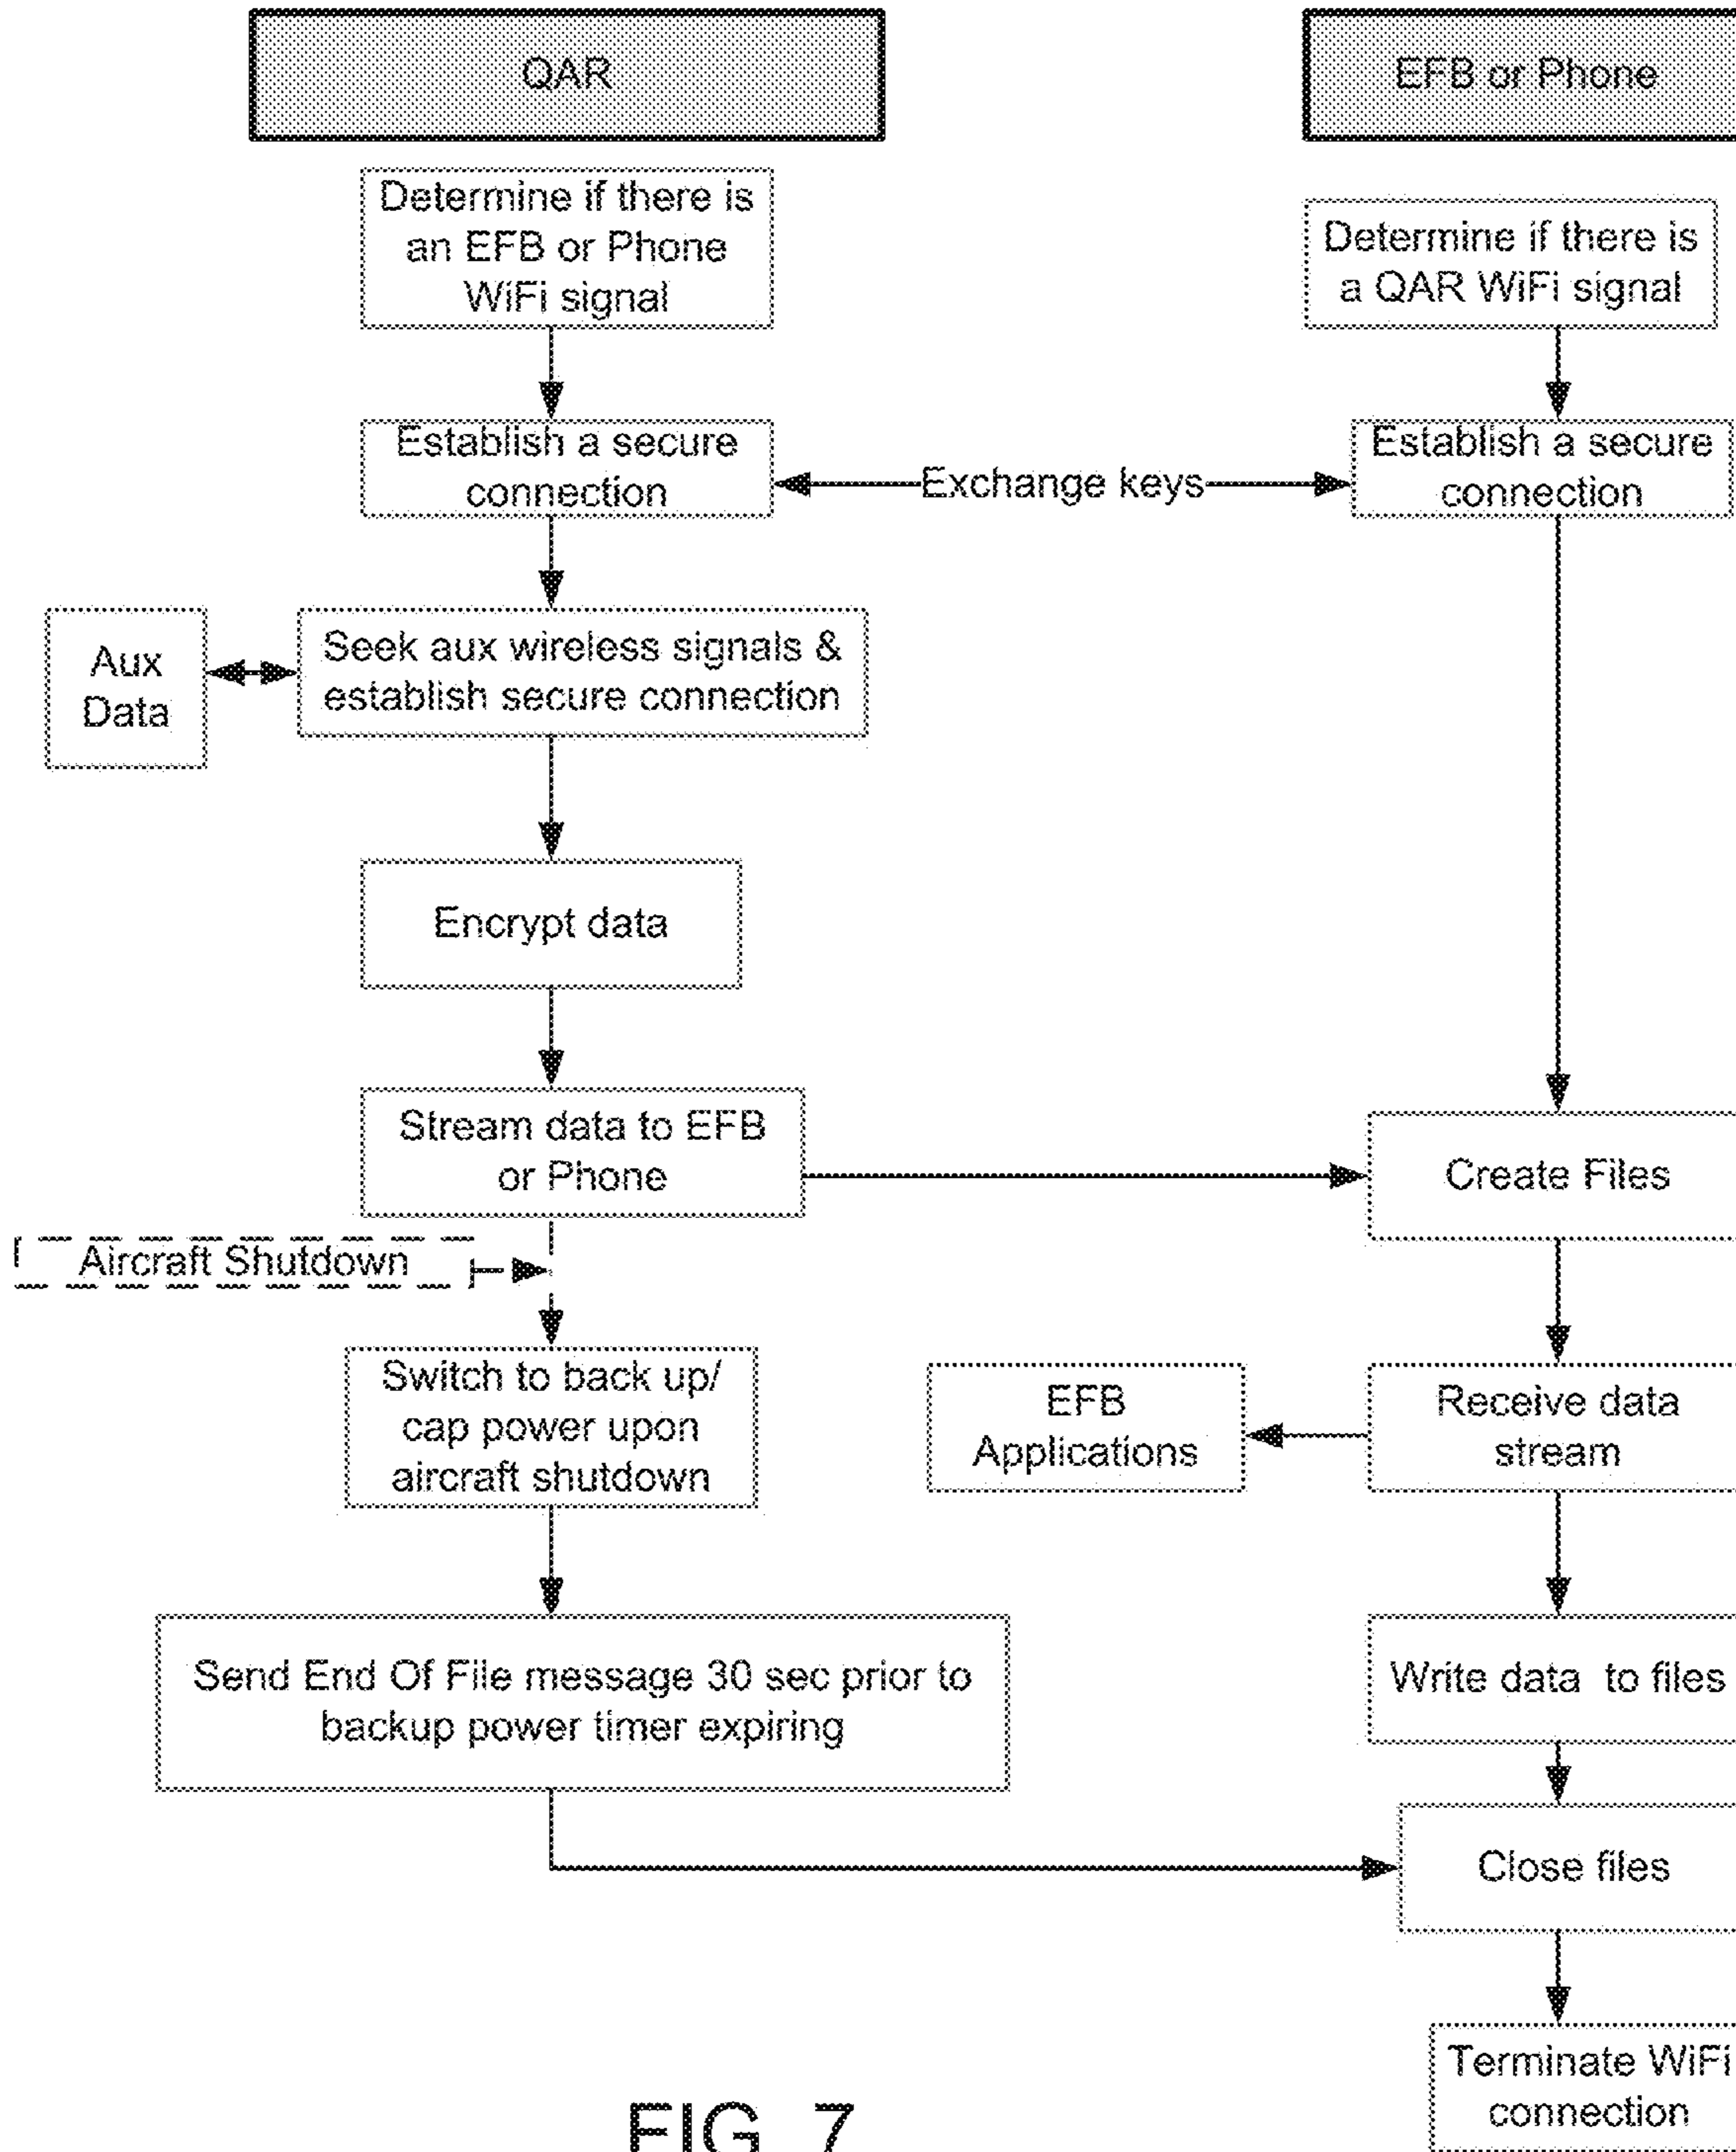 QAR
EFB or Phone
Determine if there is
an EFB or Phone
WiFi signal
Determine if there is
a QAR WiFi signal
Establish a secure
connection
Exchange keys
Establish a secure
connection
Aux
Data
Seek aux wireless signals &
establish secure connection
Encrypt data
Stream data to EFB
or Phone
Create Files
Aircraft Shutdown
Switch to back up/
cap power upon
aircraft shutdown
EFB
Applications
Receive data
stream
Send End Of File message 30 sec prior to
backup power timer expiring
Write data to files
Close files
Terminate WiFi
connection
FIG. 7